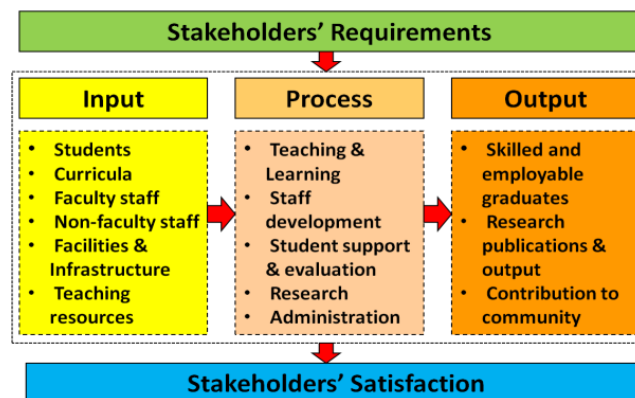 Stakeholders' Requirements
Input
• Students
• Curricula
• Faculty staff
• Non-faculty staff
• Facilities &
Infrastructure
• Teaching
resources
Process
• Teaching &
Learning
• Staff
development
• Student support
& evaluation
• Research
• Administration
Output
• Skilled and
employable
graduates
• Research
publications &
output
• Contribution to
community
Stakeholders' Satisfaction